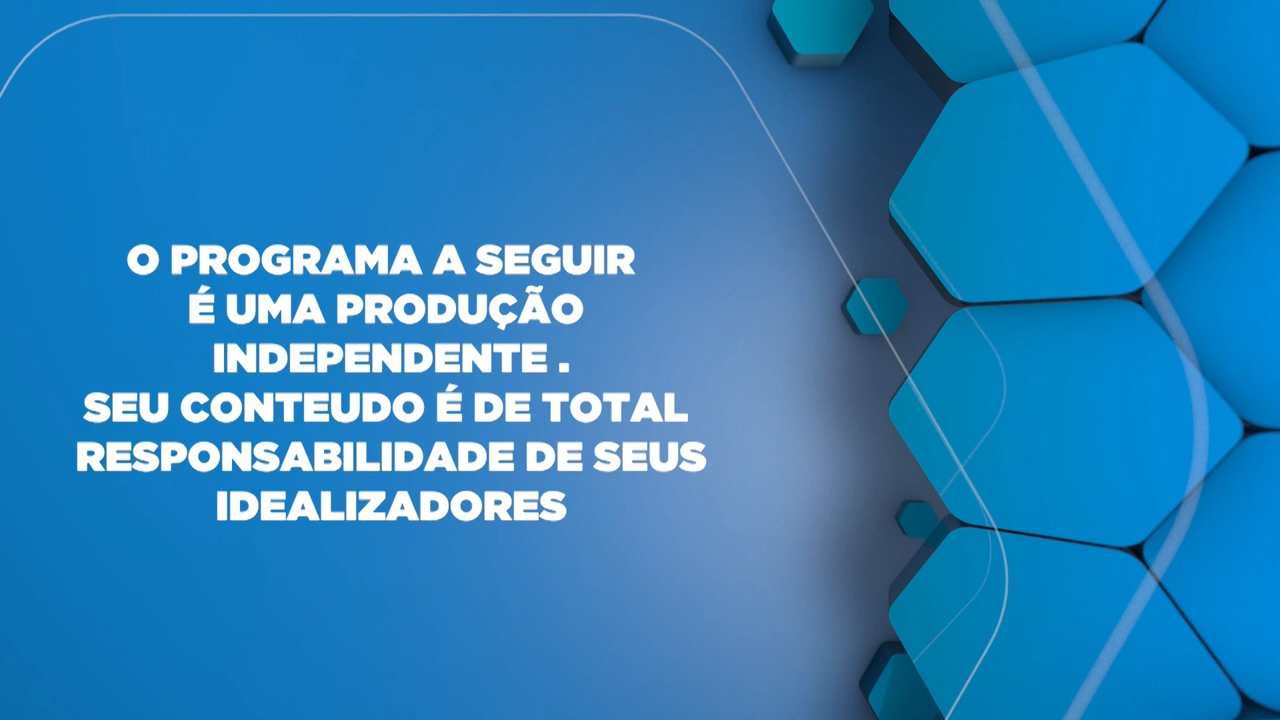 O PROGRAMA A SEGUIR
É UMA PRODUÇÃO
INDEPENDENTE .
SEU CONTEUDO É DE TOTAL
RESPONSABILIDADE DE SEUS
IDEALIZADORES